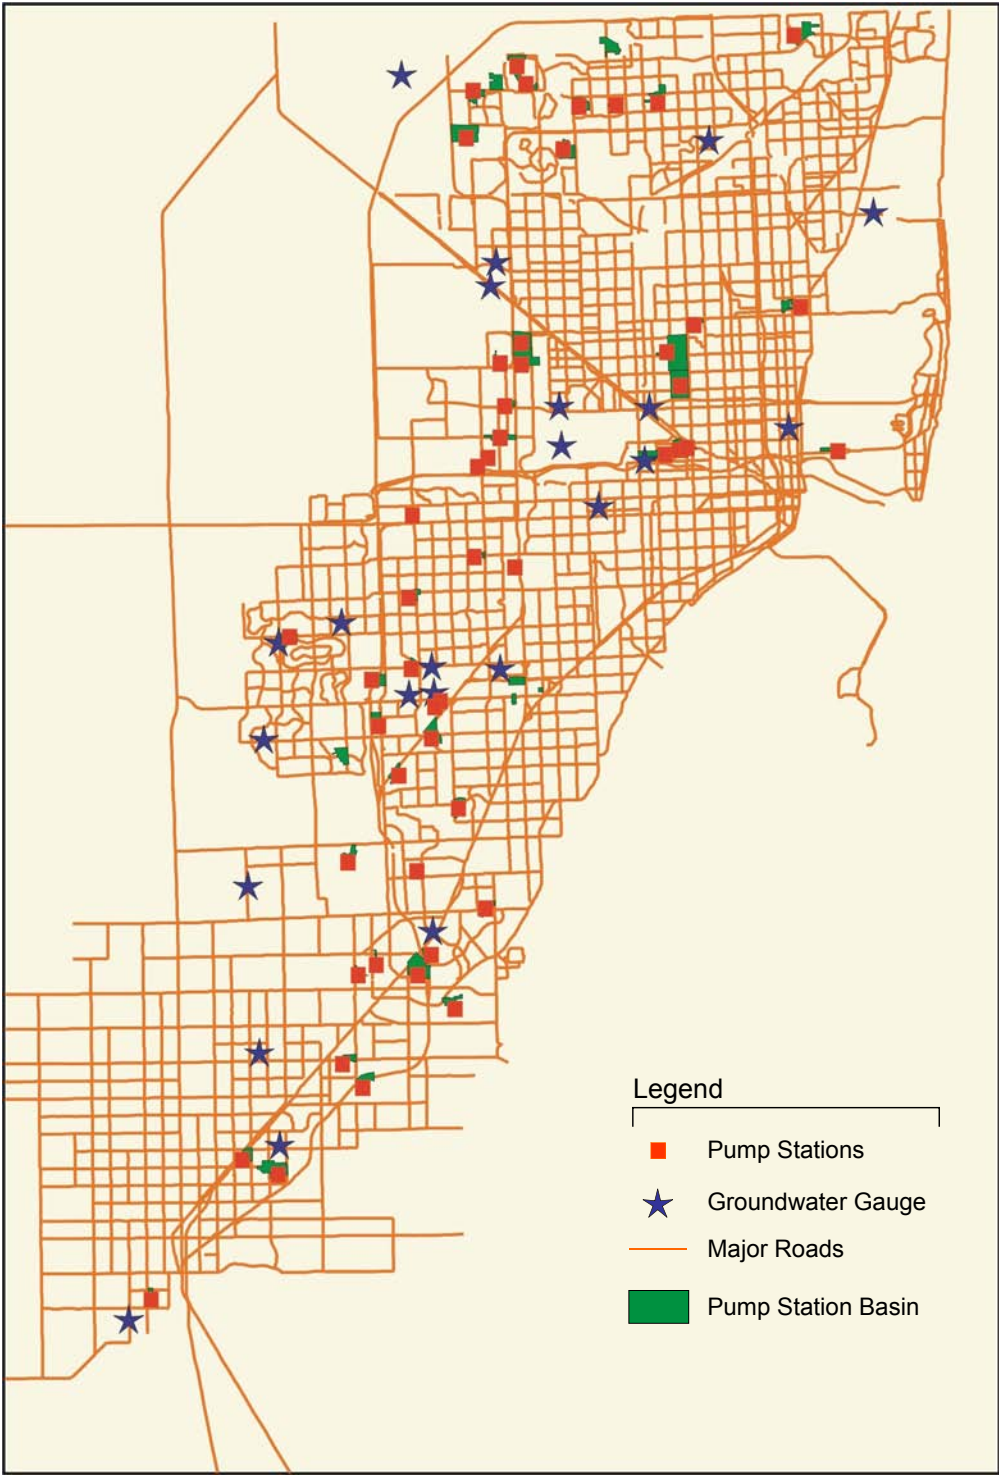 Legend
Pump Stations
Groundwater Gauge
Major Roads
Pump Station Basin